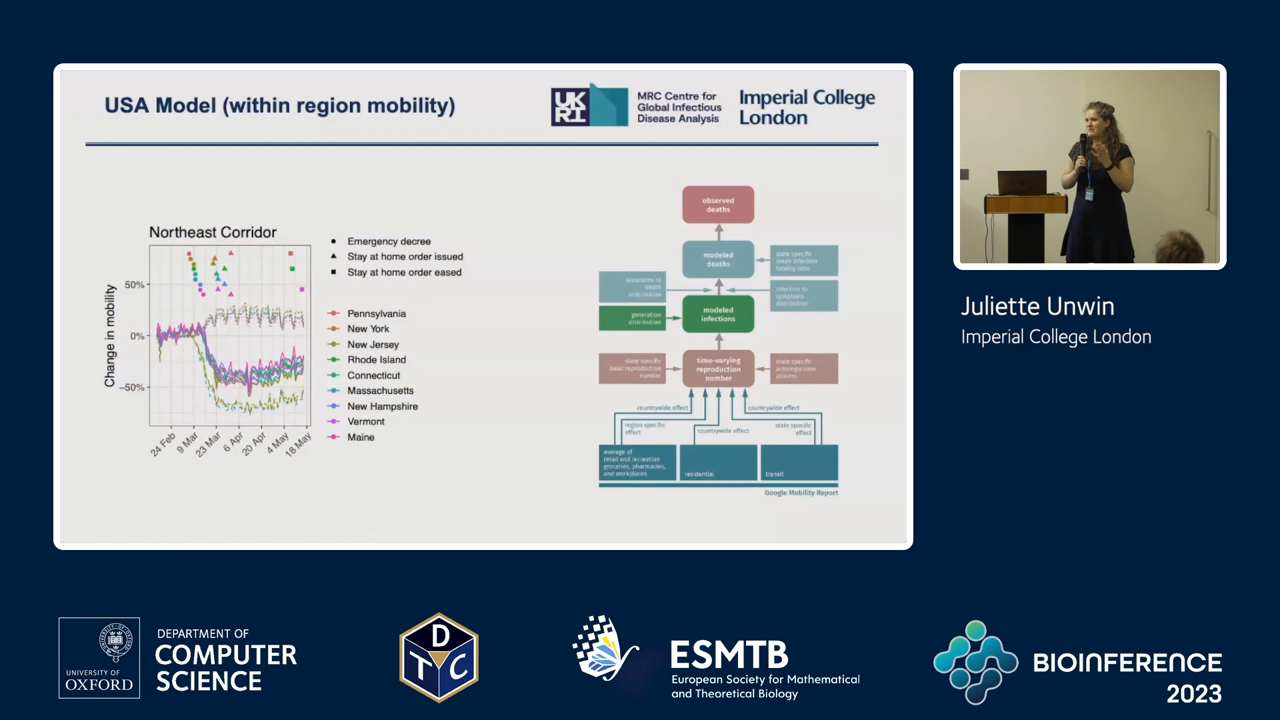 USA Model (within region mobility)
UK
RI
MRC Centre for
Global Infectious
Disease Analysis
Imperial College
London
Northeast Corridor
Change in mobility
50%
0%
−50%
24 Feb
9 Mar
23 Mar
6 Apr
20 Apr
4 May
18 May
Emergency decree
Stay at home order issued
Stay at home order eased
Pennsylvania
New York
New Jersey
Rhode Island
Connecticut
Massachusetts
New Hampshire
Vermont
Maine
observed
deaths
modeled
deaths
state specific
mean infection
fatality ratio
symptoms to
death
distribution
infection to
symptoms
distribution
generation
distribution
modeled
infections
state specific
basic reproduction
number
time-varying
reproduction
number
state specific
autoregressive
process
countrywide effect
countrywide effect
region specific
effect
countrywide effect
state specific
effect
average of
retail and recreation
groceries, pharmacies,
and workplaces
residential
transit
Google Mobility Report
Juliette Unwin
Imperial College London
UNIVERSITY OF
OXFORD
DEPARTMENT OF
COMPUTER
SCIENCE
D
T
C
ESMTB
European Society for Mathematical
and Theoretical Biology
BIOINFERENCE
2023